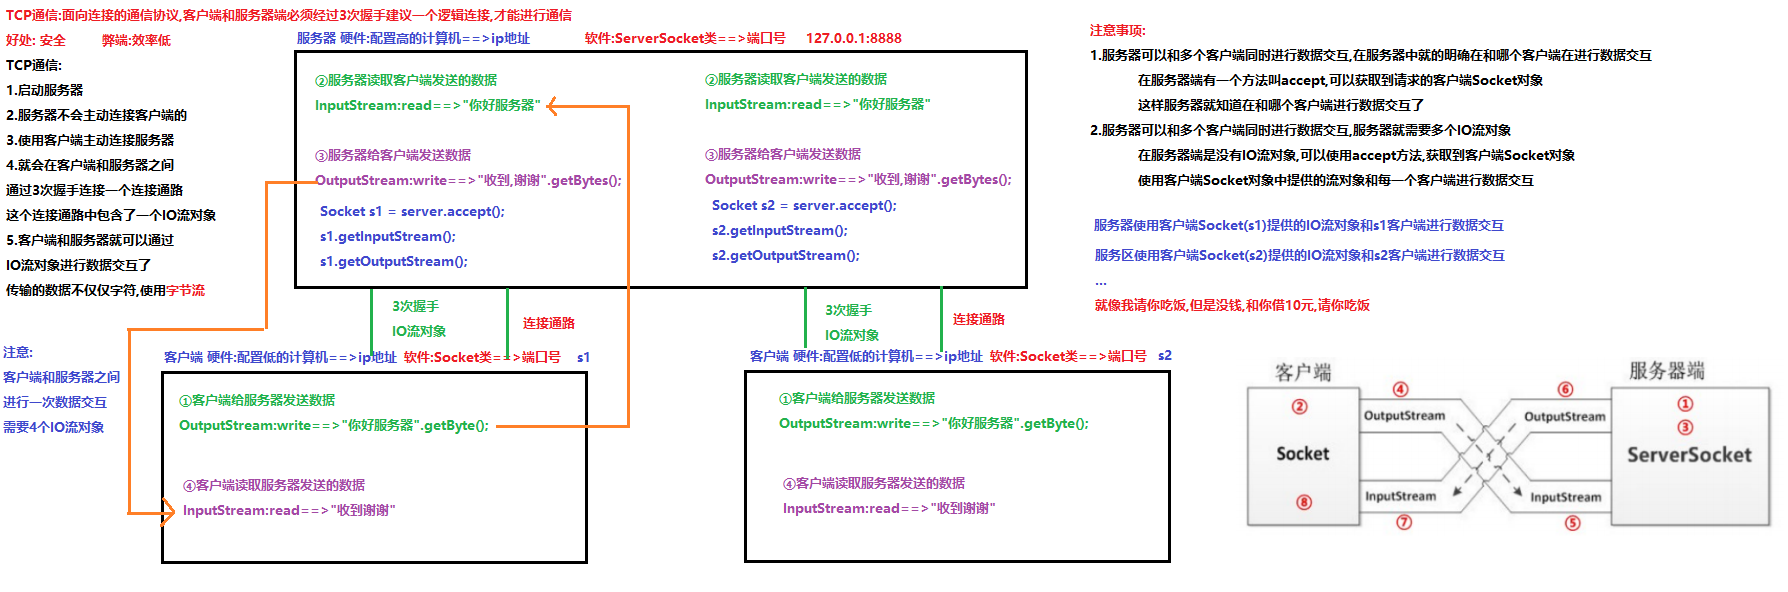 TCP通信:面向连接的通信协议,客户端和服务器端必须经过3次握手建议一个逻辑连接,才能进行通信
好处: 安全 弊端:效率低
TCP通信:
1.启动服务器
2.服务器不会主动连接客户端的
3.使用客户端主动连接服务器
4.就会在客户端和服务器之间
通过3次握手连接一个连接通路
这个连接通路中包含了一个IO流对象
5.客户端和服务器就可以通过
IO流对象进行数据交互了
传输的数据不仅仅字符,使用字节流
注意:
客户端和服务器之间
进行一次数据交互
需要4个IO流对象
服务器 硬件:配置高的计算机==>ip地址 软件:ServerSocket类==>端口号 127.0.0.1:8888
②服务器读取客户端发送的数据
InputStream:read==>"你好服务器"
③服务器给客户端发送数据
OutputStream:write==>"收到,谢谢".getBytes();
Socket s1 = server.accept();
s1.getInputStream();
s1.getOutputStream();
②服务器读取客户端发送的数据
InputStream:read==>"你好服务器"
③服务器给客户端发送数据
OutputStream:write==>"收到,谢谢".getBytes();
Socket s2 = server.accept();
s2.getInputStream();
s2.getOutputStream();
3次握手
IO流对象
连接通路
3次握手
IO流对象
连接通路
客户端 硬件:配置低的计算机==>ip地址 软件:Socket类==>端口号 s1
①客户端给服务器发送数据
OutputStream:write==>"你好服务器".getByte();
④客户端读取服务器发送的数据
InputStream:read==>"收到谢谢"
客户端 硬件:配置低的计算机==>ip地址 软件:Socket类==>端口号 s2
①客户端给服务器发送数据
OutputStream:write==>"你好服务器".getByte();
④客户端读取服务器发送的数据
InputStream:read==>"收到谢谢"
注意事项:
1.服务器可以和多个客户端同时进行数据交互,在服务器中就的明确在和哪个客户端在进行数据交互
在服务器端有一个方法叫accept,可以获取到请求的客户端Socket对象
这样服务器就知道在和哪个客户端进行数据交互了
2.服务器可以和多个客户端同时进行数据交互,服务器就需要多个IO流对象
在服务器端是没有IO流对象,可以使用accept方法,获取到客户端Socket对象
使用客户端Socket对象中提供的流对象和每一个客户端进行数据交互
服务器使用客户端Socket(s1)提供的IO流对象和s1客户端进行数据交互
服务区使用客户端Socket(s2)提供的IO流对象和s2客户端进行数据交互
...
就像我请你吃饭,但是没钱,和你借10元,请你吃饭
客户端 服务器端
④ ⑥
② OutputStream OutputStream ①
③
Socket ServerSocket
⑧ InputStream InputStream
⑦ ⑤